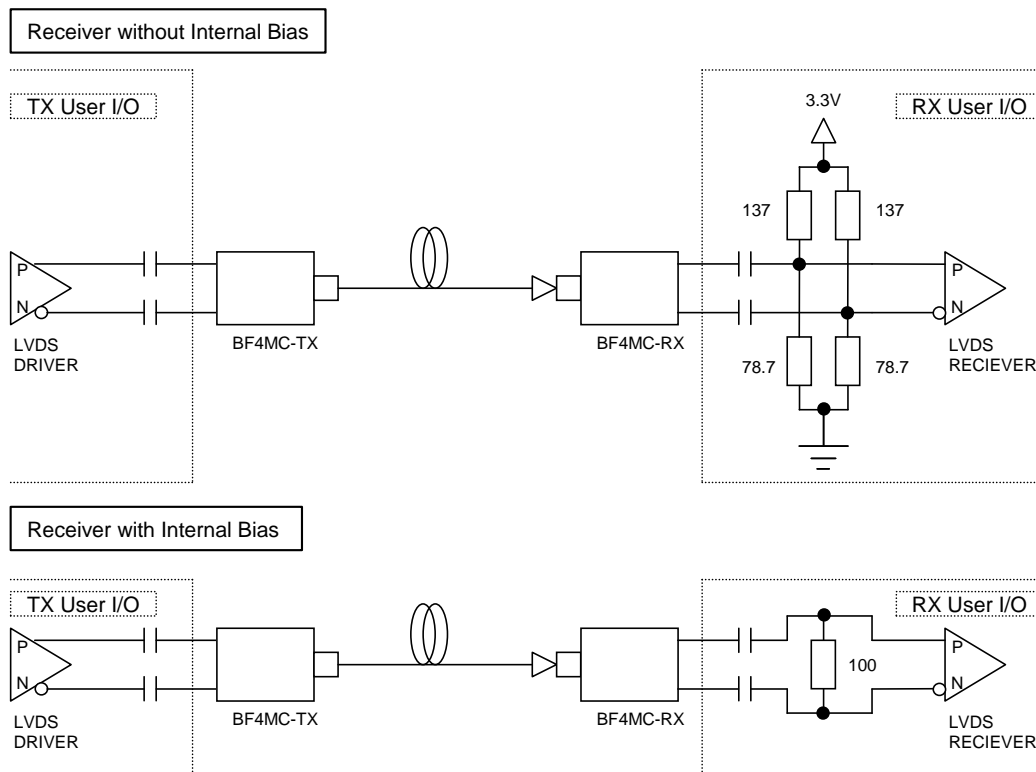 Receiver without Internal Bias
TX User I/O
RX User I/O
3.3V
137
137
P
N
P
N
LVDS
DRIVER
BF4MC-TX
BF4MC-RX
78.7
78.7
LVDS
RECIEVER
Receiver with Internal Bias
TX User I/O
RX User I/O
P
N
100
P
N
LVDS
DRIVER
BF4MC-TX
BF4MC-RX
LVDS
RECIEVER